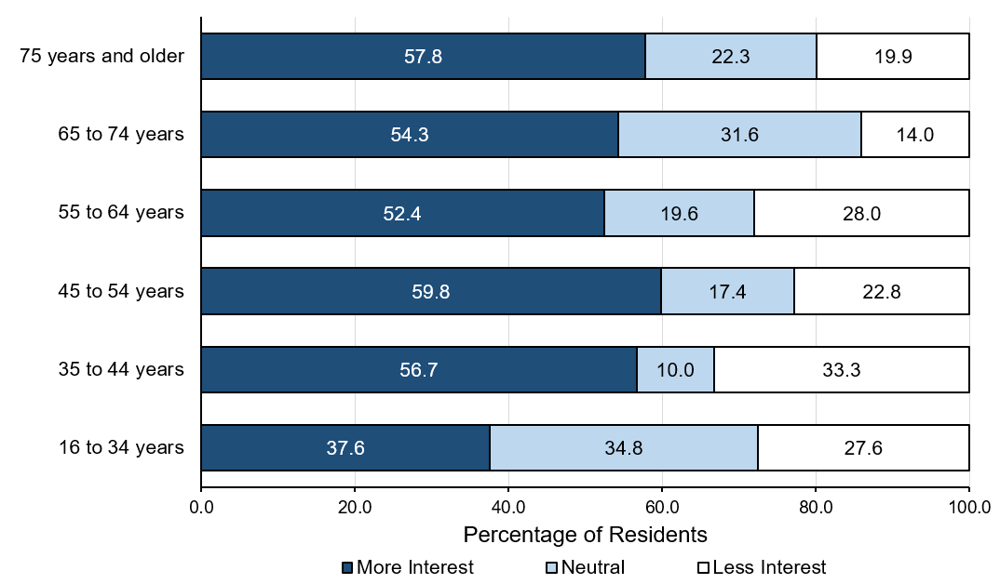 75 years and older 57.8 22.3 19.9
65 to 74 years 54.3 31.6 14.0
55 to 64 years 52.4 19.6 28.0
45 to 54 years 59.8 17.4 22.8
35 to 44 years 56.7 10.0 33.3
16 to 34 years 37.6 34.8 27.6
0.0 20.0 40.0 60.0 80.0 100.0
Percentage of Residents
More Interest Neutral Less Interest